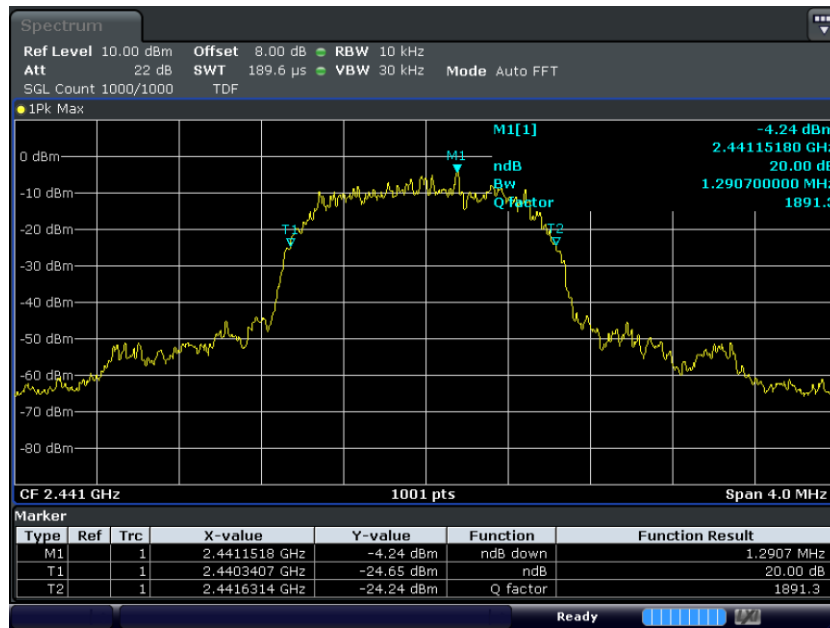 Spectrum
Ref Level 10.00 dBm Offset 8.00 dB RBW 10 kHz
Att 22 dB SWT 189.6 µs VBW 30 kHz Mode Auto FFT
SGL Count 1000/1000 TDF
1Pk Max
M1[1] -4.24 dBm
2.44115180 GHz
0 dBm
M1
ndB 20.00 dB
-10 dBm
Bw 1.290700000 MHz
Q factor 1891.3
-20 dBm
T1
T2
-30 dBm
-40 dBm
-50 dBm
-60 dBm
-70 dBm
-80 dBm
CF 2.441 GHz 1001 pts Span 4.0 MHz
Marker
Type Ref Trc X-value Y-value Function Function Result
M1 1 2.4411518 GHz -4.24 dBm ndB down 1.2907 MHz
T1 1 2.4403407 GHz -24.65 dBm ndB 20.00 dB
T2 1 2.4416314 GHz -24.24 dBm Q factor 1891.3
Ready